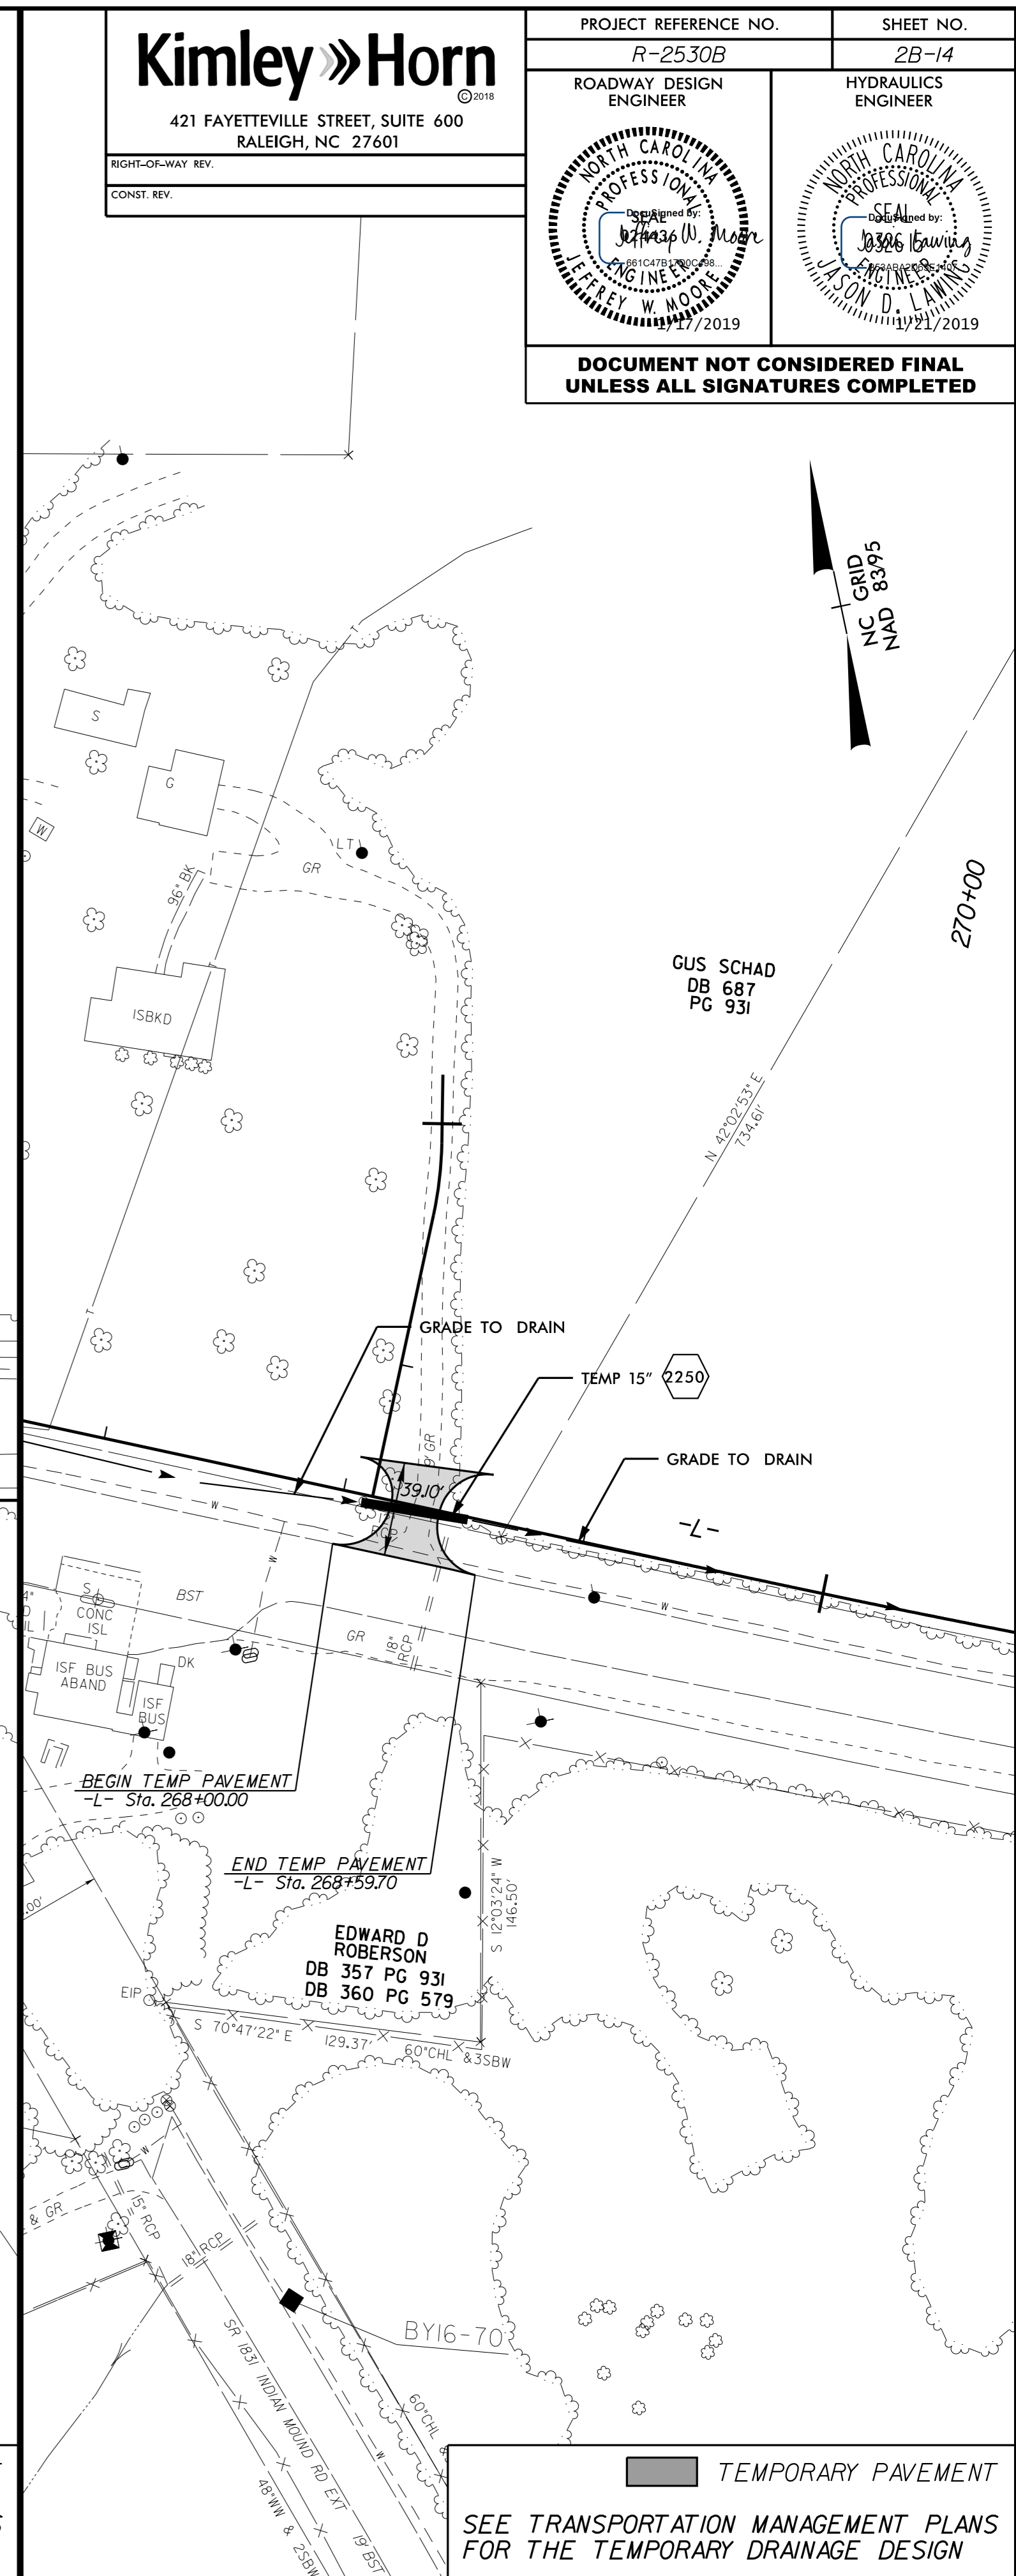 Kimley Horn
© 2018
421 FAYETTEVILLE STREET, SUITE 600
RALEIGH, NC 27601
RIGHT-OF-WAY REV.
CONST. REV.
PROJECT REFERENCE NO.
SHEET NO.
R-2530B
2B-14
ROADWAY DESIGN
ENGINEER
HYDRAULICS
ENGINEER
NORTH CAROLINA
PROFESSIONAL
SEAL
DocuSigned by:
Jeffrey W. Moore
ENGINEER
JEFFREY W. MOORE
1/17/2019
NORTH CAROLINA
PROFESSIONAL
SEAL
DocuSigned by:
ENGINEER
JASON D. LAWING
1/21/2019
DOCUMENT NOT CONSIDERED FINAL
UNLESS ALL SIGNATURES COMPLETED
NC GRID
NAD 83/95
T
S
G
W
LT
GR
96" BK
270+00
GUS SCHAD
DB 687
PG 931
T
ISBKD
N 42°02'53" E
734.61'
T
GRADE TO DRAIN
TEMP 15" 2250
9' GR
GRADE TO DRAIN
39.10'
-L-
W
RCP
W
BST
S
CONC
ISL
W
GR
18"
RCP
DK
ISF BUS
ABAND
ISF
BUS
BEGIN TEMP PAVEMENT
-L- Sta. 268+00.00
END TEMP PAVEMENT
-L- Sta. 268+59.70
S 12°03'24" W
146.50'
EDWARD D
ROBERSON
DB 357 PG 931
DB 360 PG 579
EIP
S 70°47'22" E
129.37'
60"CHL &3SBW
W
& GR
15" RCP
18" RCP
BY16-70
SR 1831 INDIAN MOUND RD EXT
19' BST
W
60"CHL &
48"WW & 2SBW
TEMPORARY PAVEMENT
SEE TRANSPORTATION MANAGEMENT PLANS
FOR THE TEMPORARY DRAINAGE DESIGN